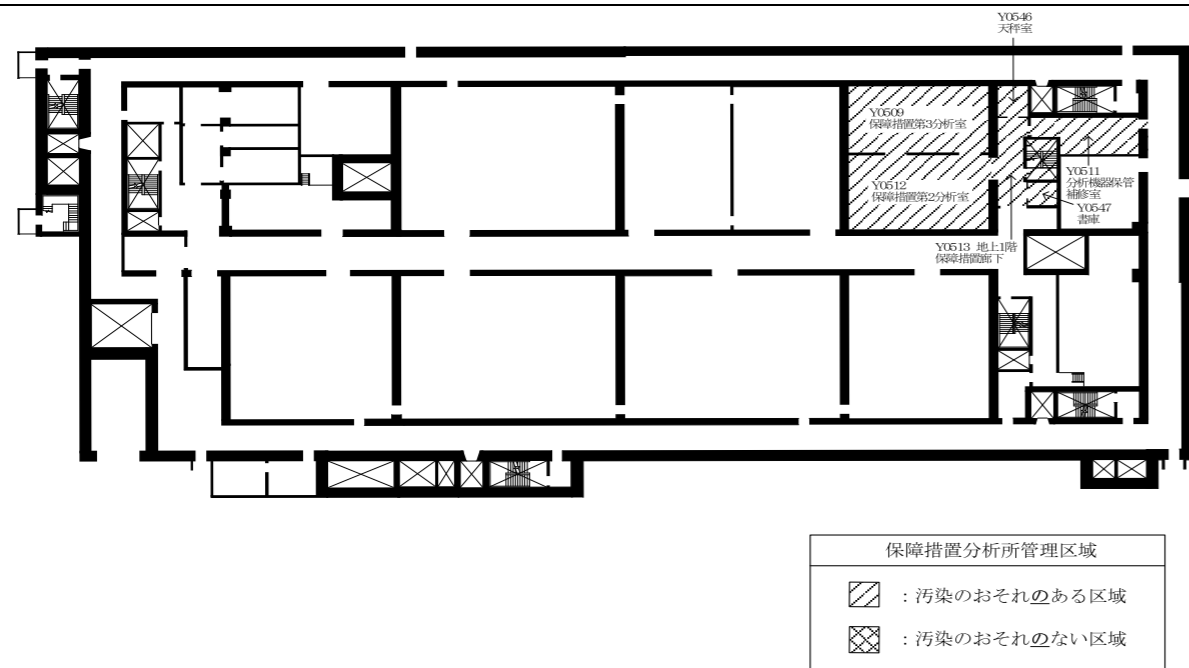 Y0546
天秤室
Y0509
保障措置第3分析室
Y0512
保障措置第2分析室
Y0511
分析機器保管
補修室
Y0547
書庫
Y0513 地上1階
保障措置廊下
保障措置分析所管理区域
：汚染のおそれのある区域
：汚染のおそれのない区域